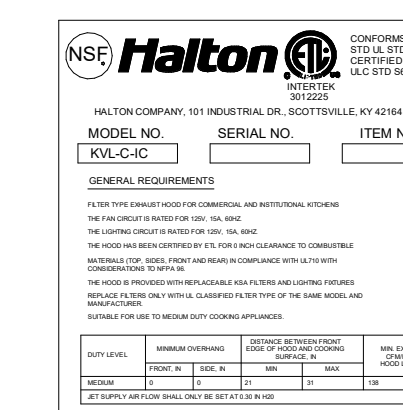 NSF
Halton
ETL
CONFORMS
STD UL STD
CERTIFIED
ULC STD S6
INTERTEK
3012225
HALTON COMPANY, 101 INDUSTRIAL DR., SCOTTSVILLE, KY 42164
MODEL NO. SERIAL NO. ITEM N
KVL-C-IC
GENERAL REQUIREMENTS
FILTER TYPE EXHAUST HOOD FOR COMMERCIAL AND INSTITUTIONAL KITCHENS
THE FAN CIRCUIT IS RATED FOR 125V, 15A, 60HZ.
THE LIGHTING CIRCUIT IS RATED FOR 125V, 15A, 60HZ.
THE HOOD HAS BEEN CERTIFIED BY ETL FOR 0 INCH CLEARANCE TO COMBUSTIBLE
MATERIALS (TOP, SIDES, FRONT AND REAR) IN COMPLIANCE WITH UL710 WITH
CONSIDERATIONS TO NFPA 96.
THE HOOD IS PROVIDED WITH REPLACEABLE KSA FILTERS AND LIGHTING FIXTURES
REPLACE FILTERS ONLY WITH UL CLASSIFIED FILTER TYPE OF THE SAME MODEL AND
MANUFACTURER.
SUITABLE FOR USE TO MEDIUM DUTY COOKING APPLIANCES.
DUTY LEVEL
MINIMUM OVERHANG
DISTANCE BETWEEN FRONT
EDGE OF HOOD AND COOKING
SURFACE, IN
MIN. EX
CFM/
HOOD L
FRONT, IN SIDE, IN MIN MAX
MEDIUM 0 0 21 31 138
JET SUPPLY AIR FLOW SHALL ONLY BE SET AT 0.30 IN H20